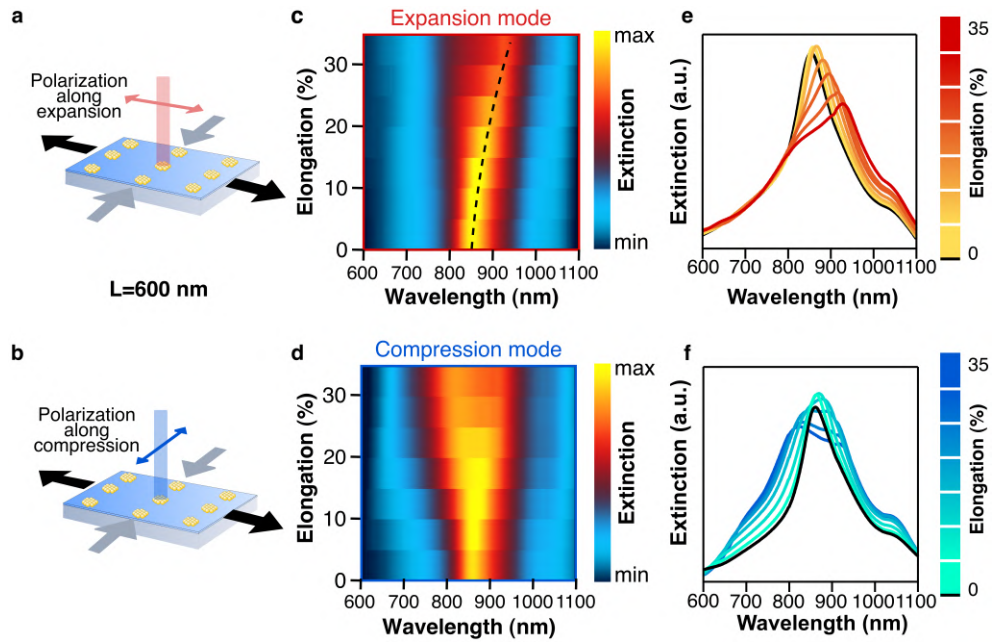 a
Polarization
along
expansion
L=600 nm
c
Expansion mode
Elongation (%)
30
20
10
0
600 700 800 900 1000 1100
Wavelength (nm)
max
Extinction
min
e
Extinction (a.u.)
600 700 800 900 1000 1100
Wavelength (nm)
35
Elongation (%)
0
b
Polarization
along
compression
d
Compression mode
Elongation (%)
30
20
10
0
600 700 800 900 1000 1100
Wavelength (nm)
max
Extinction
min
f
Extinction (a.u.)
600 700 800 900 1000 1100
Wavelength (nm)
35
Elongation (%)
0